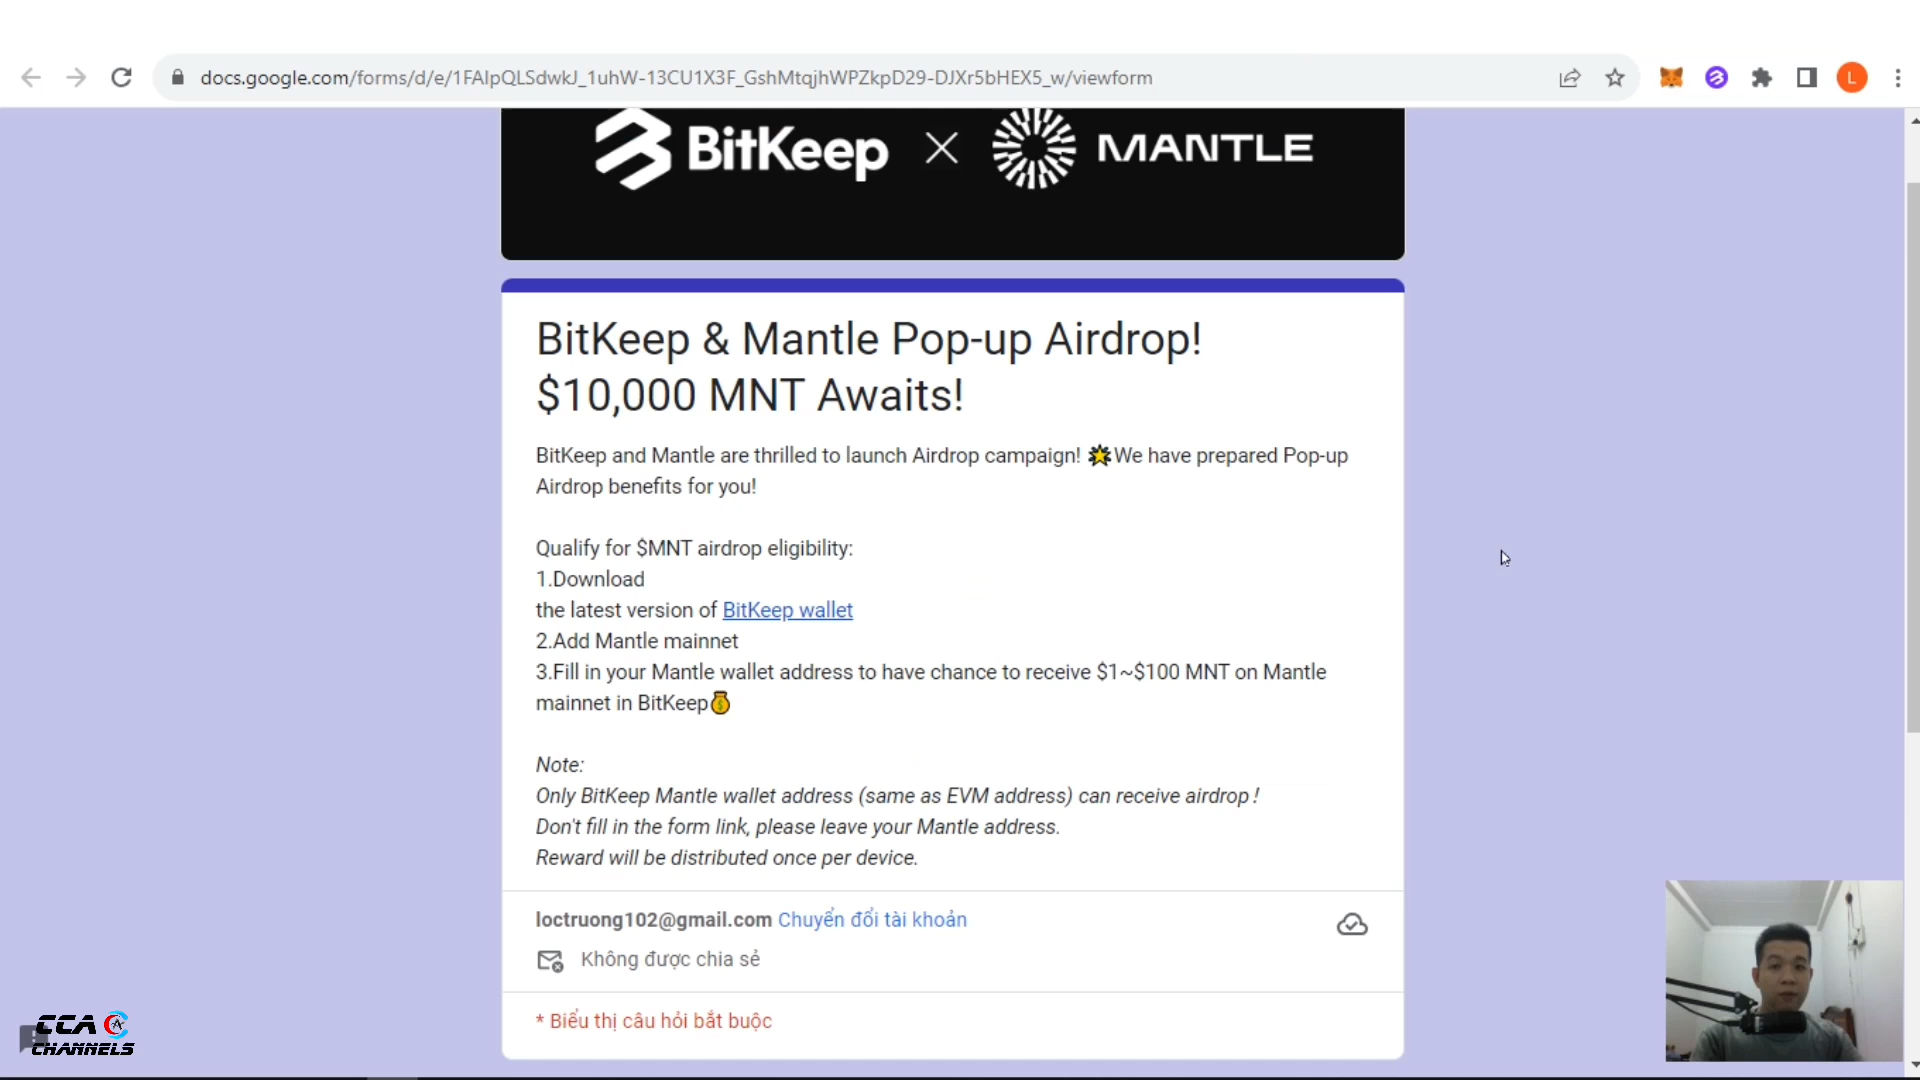 docs.google.com/forms/d/e/1FAIpQLSdwkJ_1uhW-13CU1X3F_GshMtqjhWPZkpD29-DJXr5bHEX5_w/viewform
L
BitKeep X MANTLE
BitKeep & Mantle Pop-up Airdrop!
$10,000 MNT Awaits!
BitKeep and Mantle are thrilled to launch Airdrop campaign! 🌟We have prepared Pop-up
Airdrop benefits for you!
Qualify for $MNT airdrop eligibility:
1.Download
the latest version of BitKeep wallet
2.Add Mantle mainnet
3.Fill in your Mantle wallet address to have chance to receive $1~$100 MNT on Mantle
mainnet in BitKeep💰
Note:
Only BitKeep Mantle wallet address (same as EVM address) can receive airdrop !
Don't fill in the form link, please leave your Mantle address.
Reward will be distributed once per device.
loctruong102@gmail.com Chuyển đổi tài khoản
Không được chia sẻ
* Biểu thị câu hỏi bắt buộc
CCA
CHANNELS